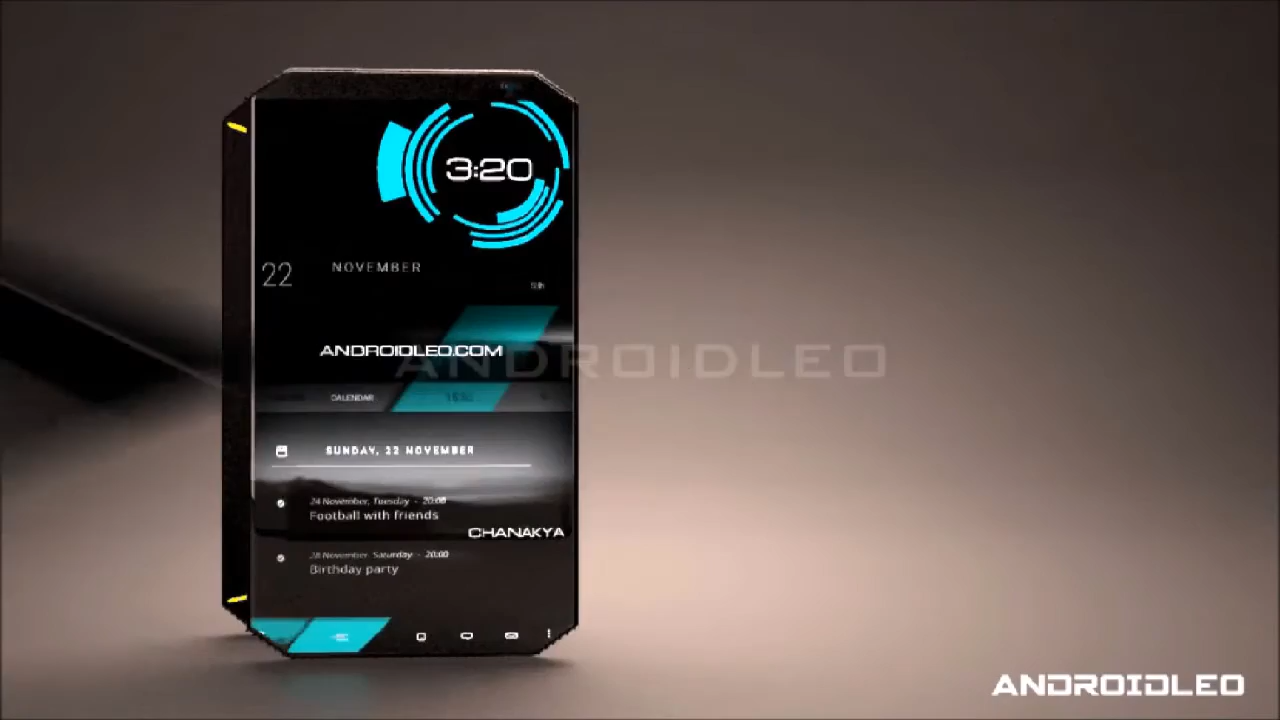 3:20
22
NOVEMBER
ANDROIDLEO.COM
ANDROIDLEO
CALENDAR
SUNDAY, 22 NOVEMBER
24 November, Tuesday - 20:00
Football with friends
CHANAKYA
28 November Saturday - 20:00
Birthday party
ANDROIDLEO